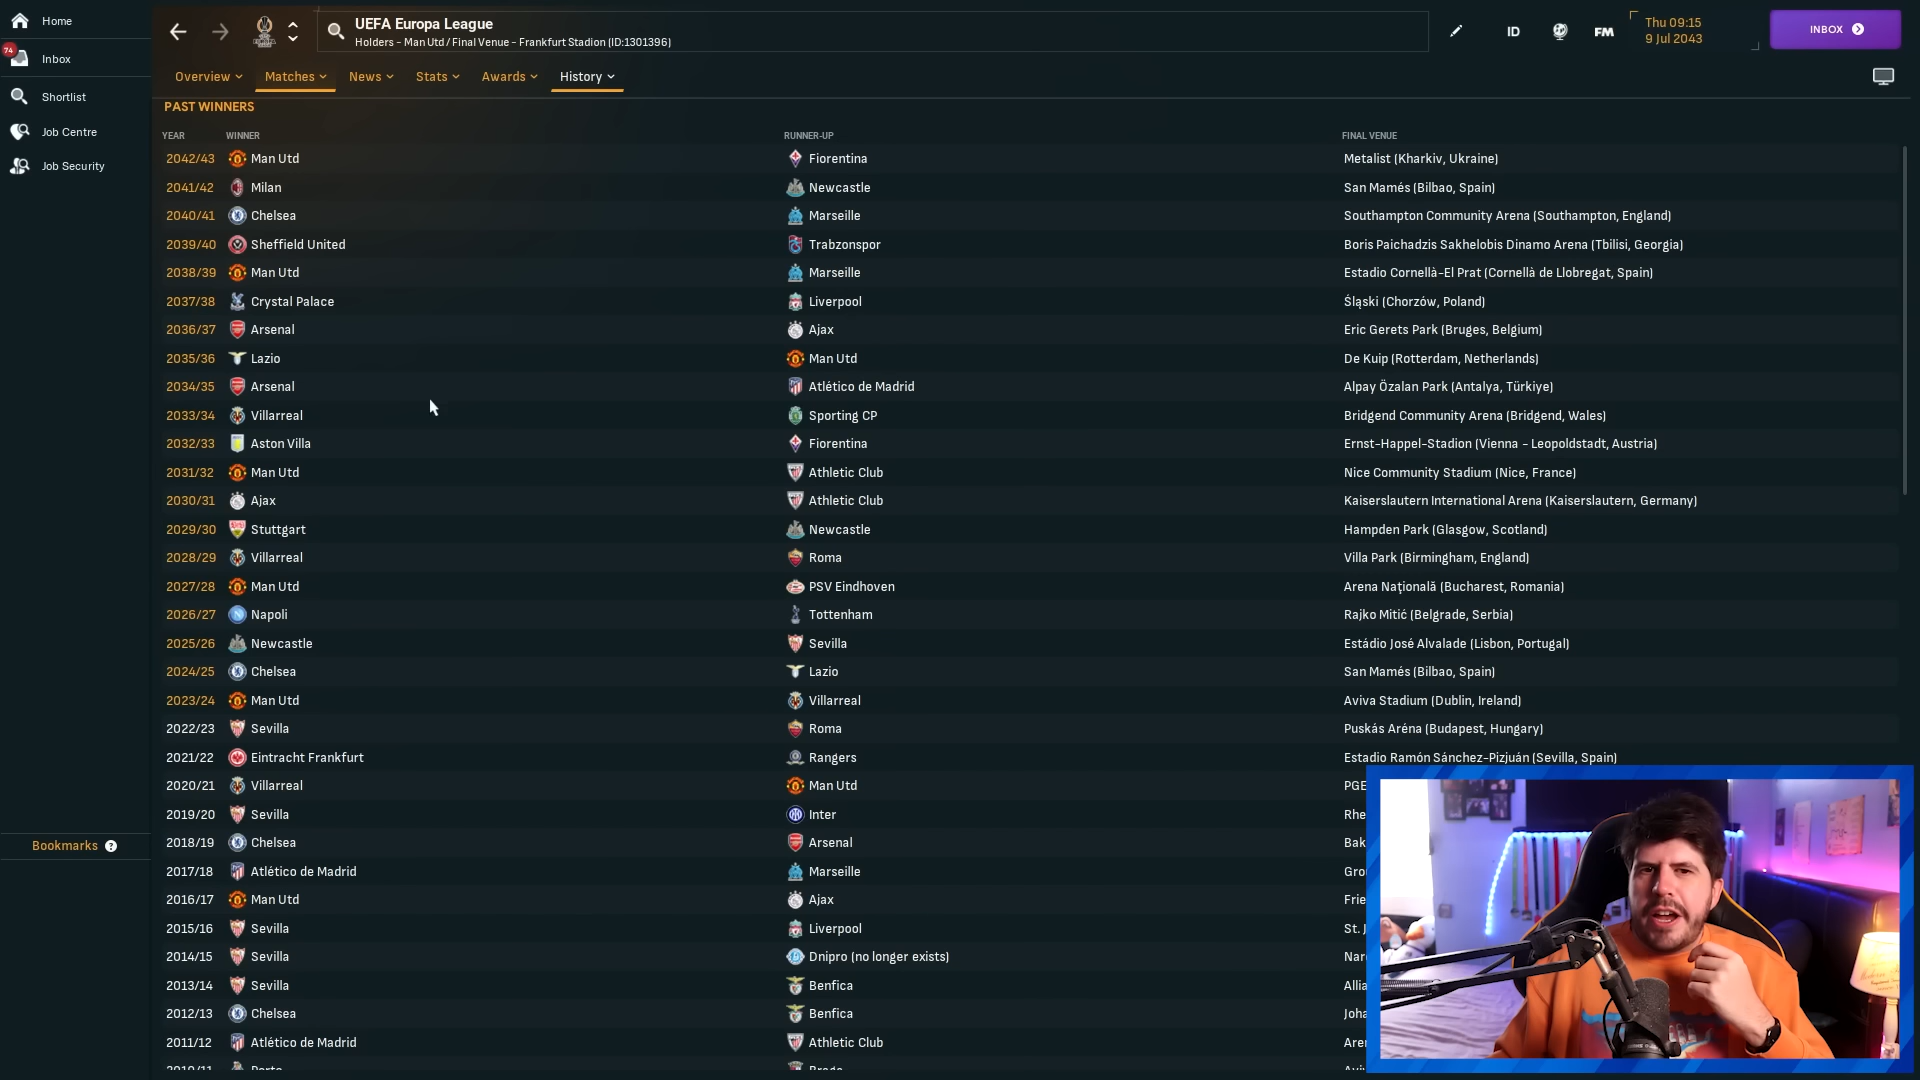 Home
74
Inbox
Shortlist
Job Centre
Job Security
Bookmarks ?
UEFA Europa League
Holders - Man Utd / Final Venue - Frankfurt Stadion (ID:1301396)
ID
FM
Thu 09:15
9 Jul 2043
INBOX
Overview Matches News Stats Awards History
PAST WINNERS
YEAR WINNER RUNNER-UP FINAL VENUE
2042/43 Man Utd Fiorentina Metalist (Kharkiv, Ukraine)
2041/42 Milan Newcastle San Mamés (Bilbao, Spain)
2040/41 Chelsea Marseille Southampton Community Arena (Southampton, England)
2039/40 Sheffield United Trabzonspor Boris Paichadzis Sakhelobis Dinamo Arena (Tbilisi, Georgia)
2038/39 Man Utd Marseille Estadio Cornellà-El Prat (Cornellà de Llobregat, Spain)
2037/38 Crystal Palace Liverpool Śląski (Chorzów, Poland)
2036/37 Arsenal Ajax Eric Gerets Park (Bruges, Belgium)
2035/36 Lazio Man Utd De Kuip (Rotterdam, Netherlands)
2034/35 Arsenal Atlético de Madrid Alpay Özalan Park (Antalya, Türkiye)
2033/34 Villarreal Sporting CP Bridgend Community Arena (Bridgend, Wales)
2032/33 Aston Villa Fiorentina Ernst-Happel-Stadion (Vienna - Leopoldstadt, Austria)
2031/32 Man Utd Athletic Club Nice Community Stadium (Nice, France)
2030/31 Ajax Athletic Club Kaiserslautern International Arena (Kaiserslautern, Germany)
2029/30 Stuttgart Newcastle Hampden Park (Glasgow, Scotland)
2028/29 Villarreal Roma Villa Park (Birmingham, England)
2027/28 Man Utd PSV Eindhoven Arena Naţională (Bucharest, Romania)
2026/27 Napoli Tottenham Rajko Mitić (Belgrade, Serbia)
2025/26 Newcastle Sevilla Estádio José Alvalade (Lisbon, Portugal)
2024/25 Chelsea Lazio San Mamés (Bilbao, Spain)
2023/24 Man Utd Villarreal Aviva Stadium (Dublin, Ireland)
2022/23 Sevilla Roma Puskás Aréna (Budapest, Hungary)
2021/22 Eintracht Frankfurt Rangers Estadio Ramón Sánchez-Pizjuán (Sevilla, Spain)
2020/21 Villarreal Man Utd PGE
2019/20 Sevilla Inter Rhe
2018/19 Chelsea Arsenal Bak
2017/18 Atlético de Madrid Marseille Gro
2016/17 Man Utd Ajax Frie
2015/16 Sevilla Liverpool St. J
2014/15 Sevilla Dnipro (no longer exists) Nar
2013/14 Sevilla Benfica Allia
2012/13 Chelsea Benfica Joha
2011/12 Atlético de Madrid Athletic Club Aren